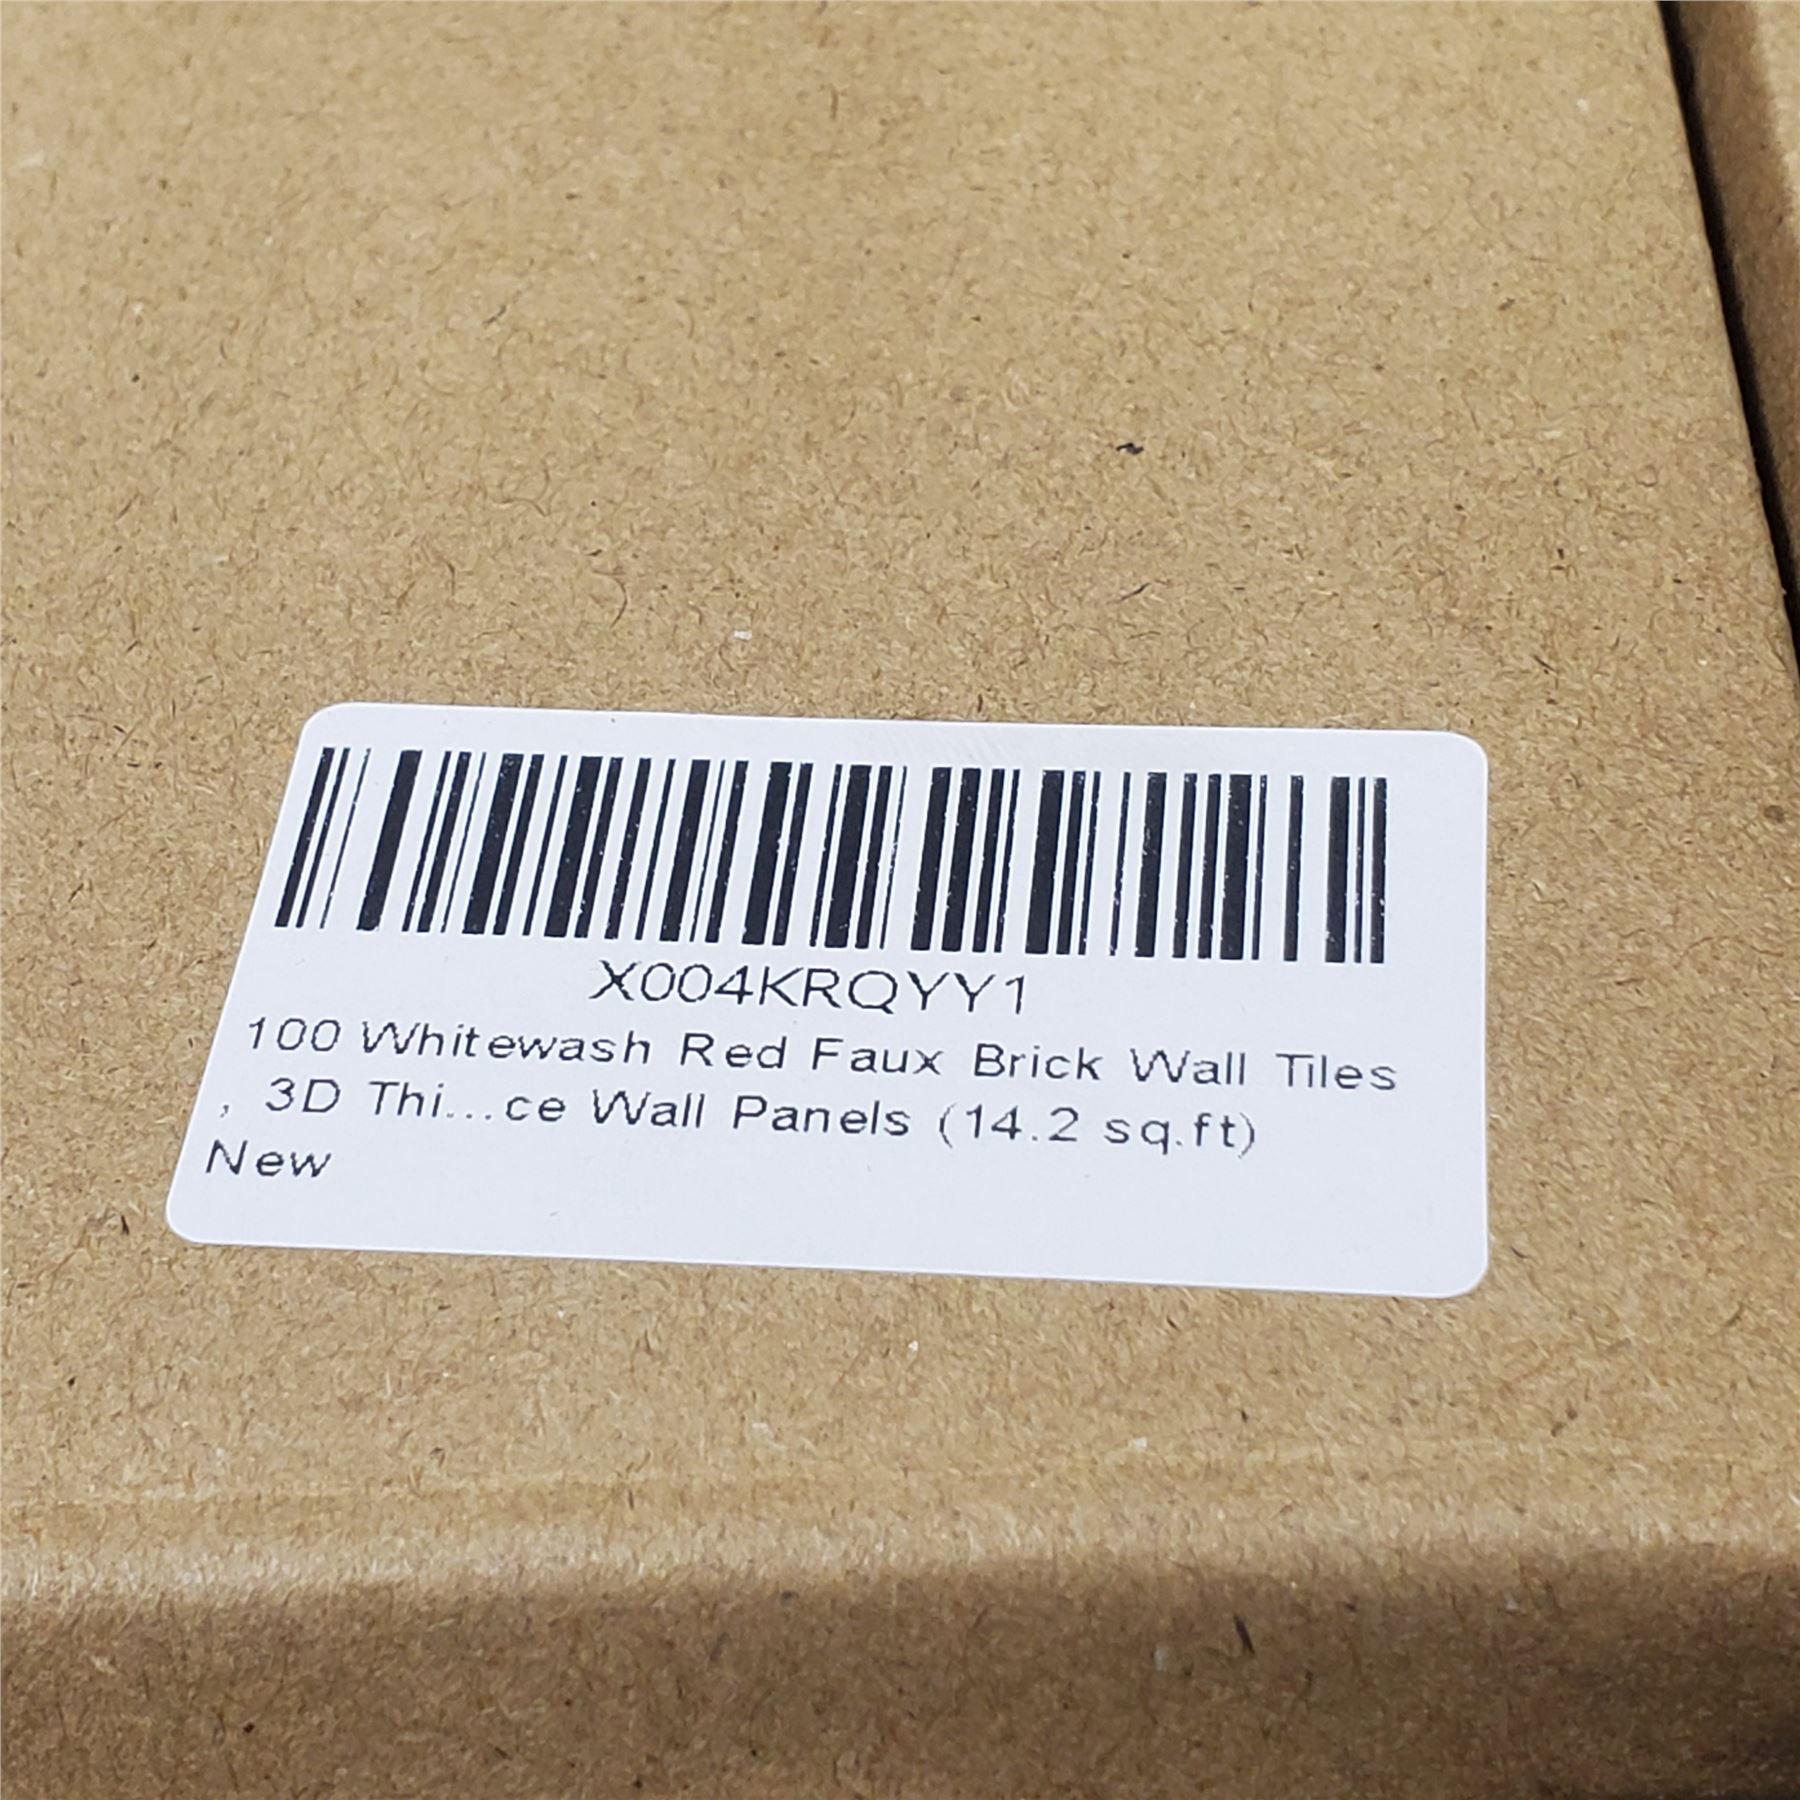 X004KRQYY1
100 Whitewash Red Faux Brick Wall Tiles
, 3D Thi...ce Wall Panels (14.2 sq.ft)
New